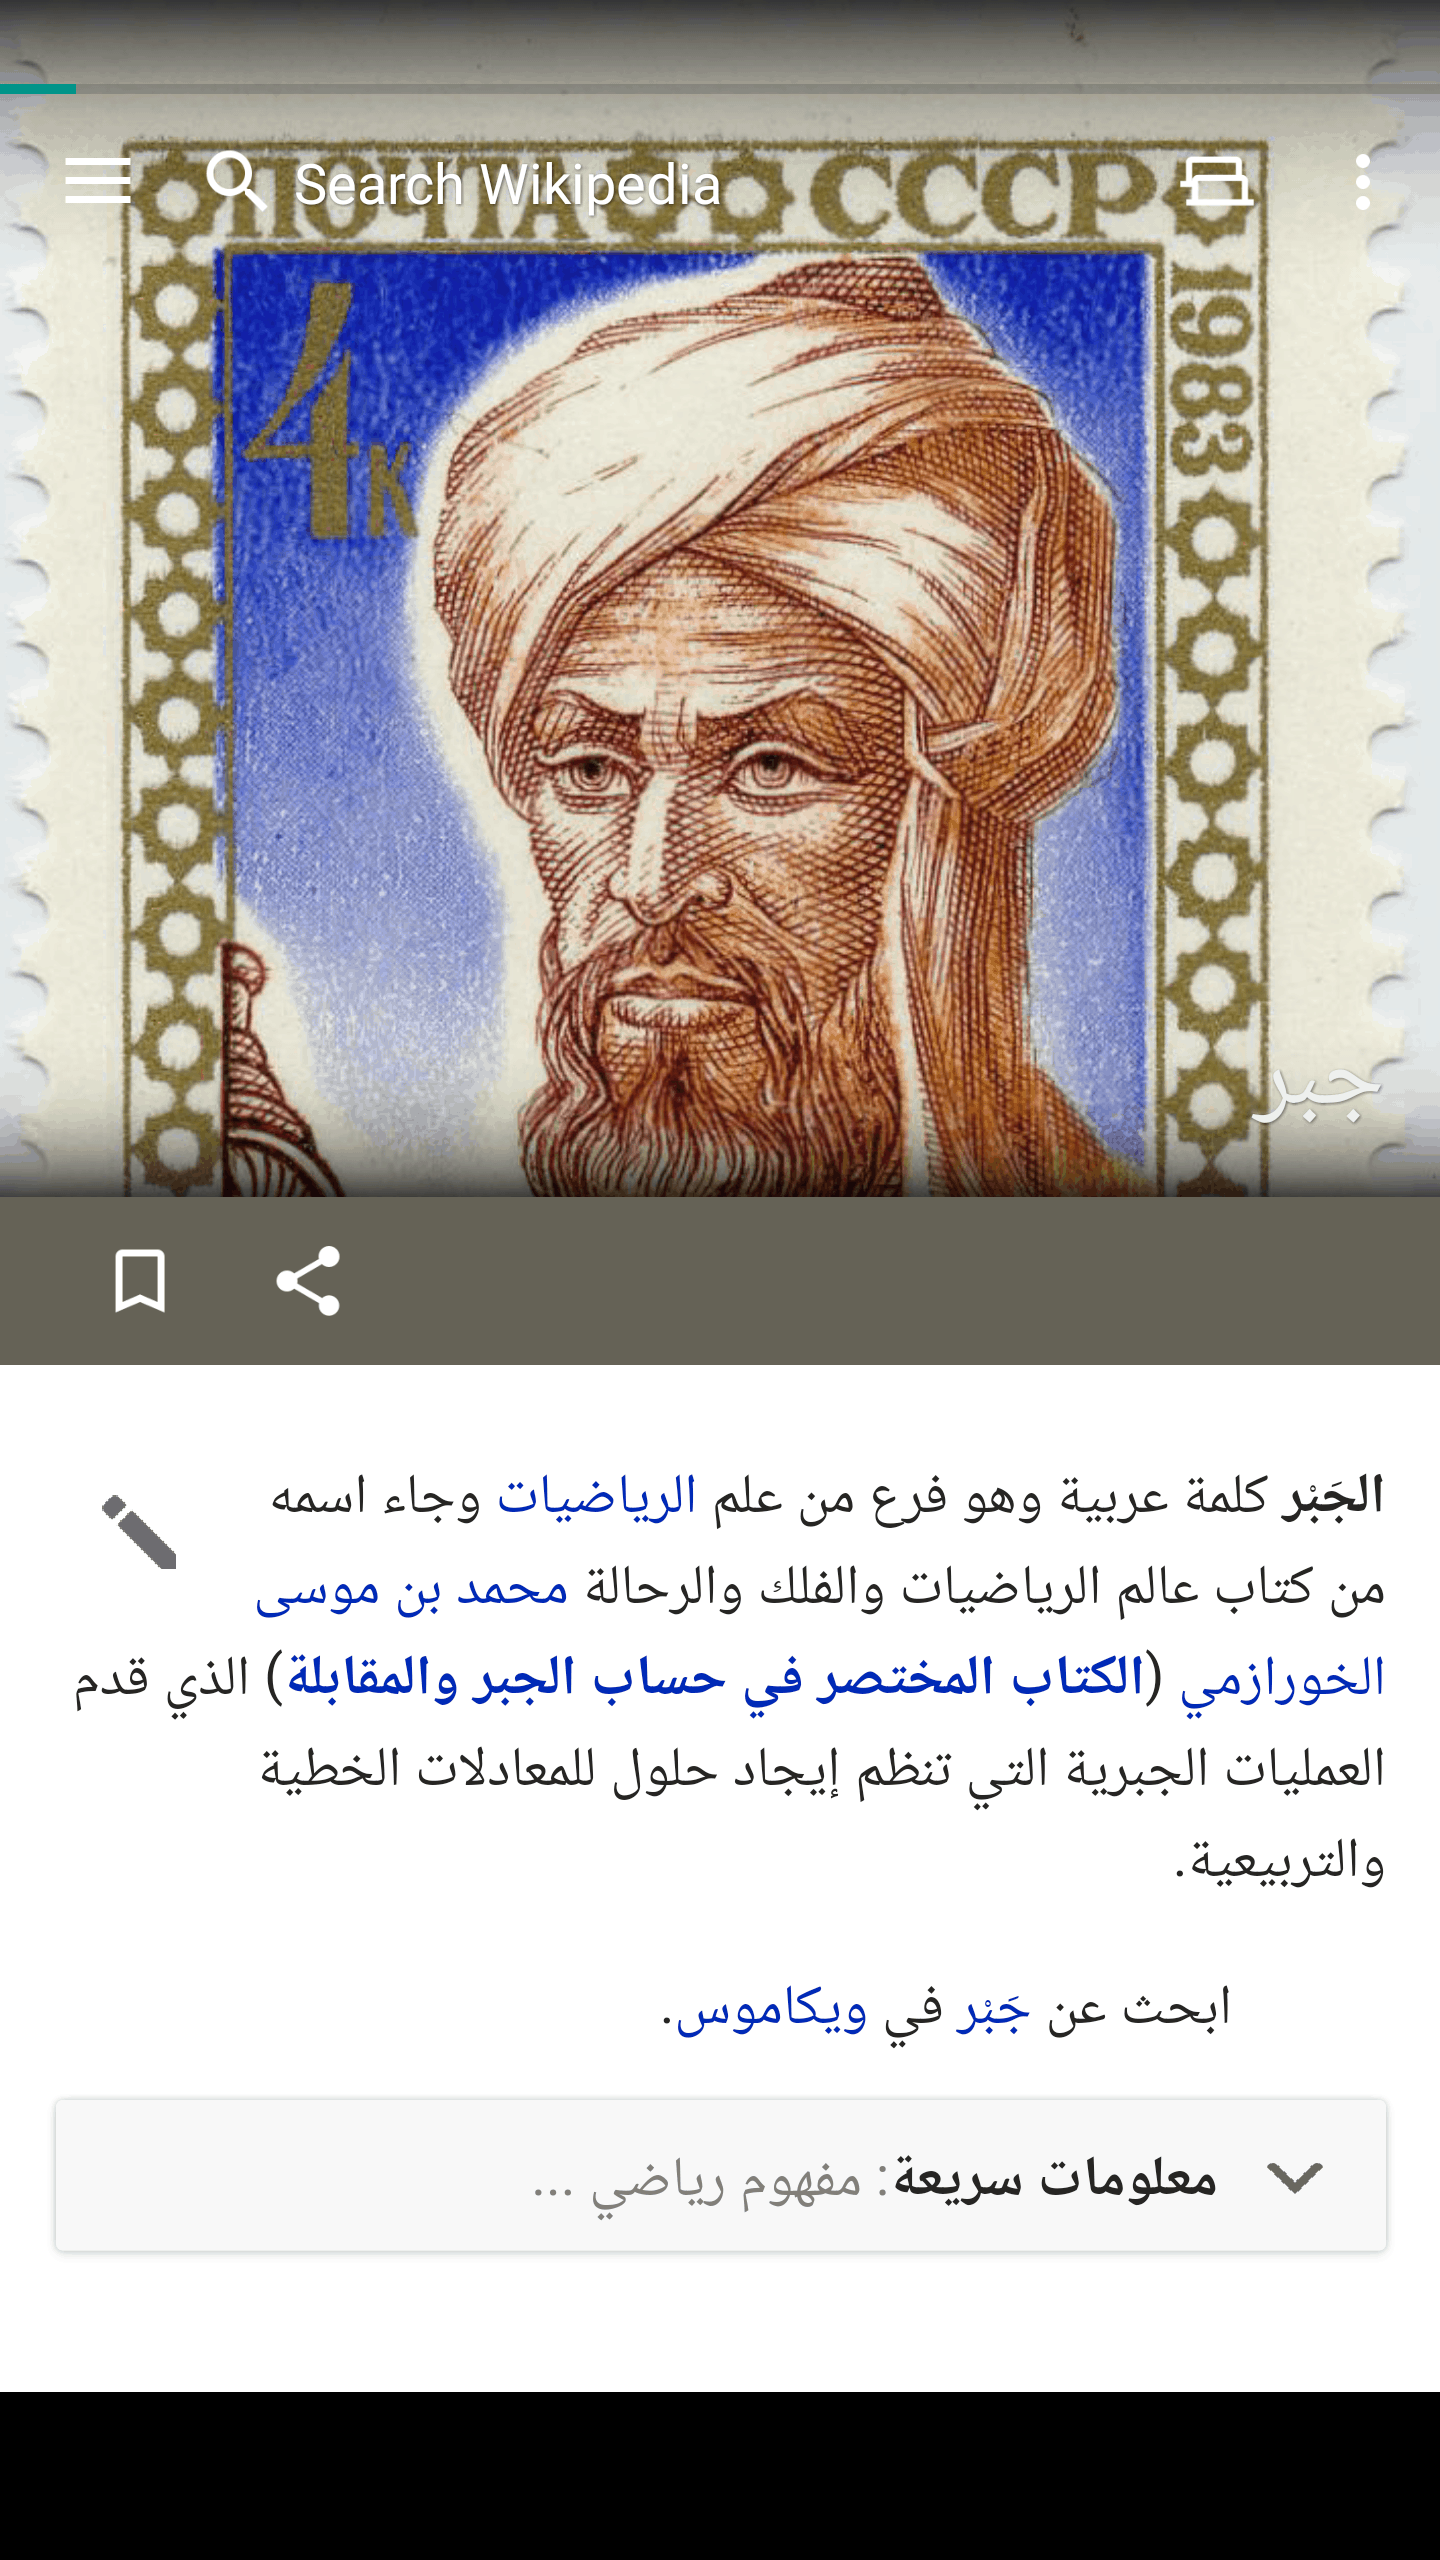 Search Wikipedia
ПОЧТА СССР
1983
4к
جبر
الجَبْر كلمة عربية وهو فرع من علم الرياضيات وجاء اسمه
من كتاب عالم الرياضيات والفلك والرحالة محمد بن موسى
الخورازمي (الكتاب المختصر في حساب الجبر والمقابلة) الذي قدم
العمليات الجبرية التي تنظم إيجاد حلول للمعادلات الخطية
والتربيعية.
ابحث عن جَبْر في ويكاموس.
معلومات سريعة: مفهوم رياضي ...